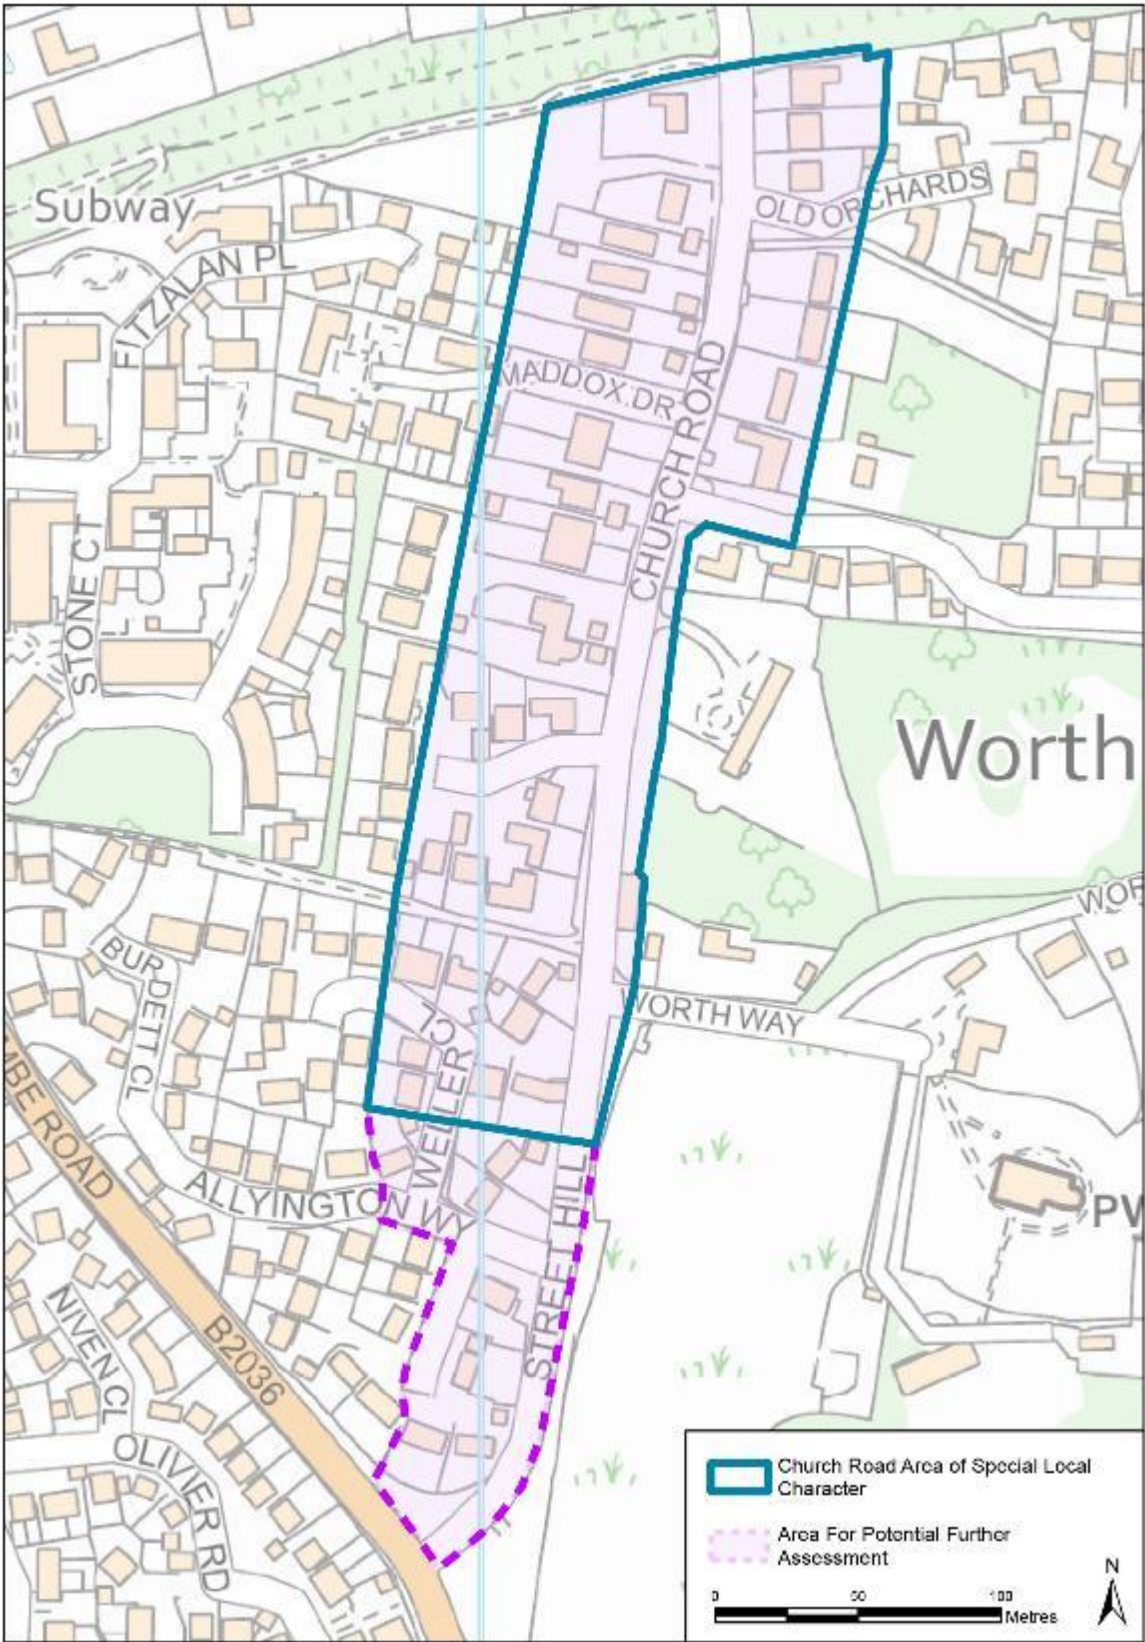 Subway
OLD ORCHARDS
FITZALAN PL
MADDOX DR
CHURCH ROAD
STONE CT
Worth
WOR
BURDETT CL
WORTH WAY
MBE ROAD
WELLER CL
ALLYINGTON WY
PW
STREET HILL
NIVEN CL
B2036
OLIVIER RD
Church Road Area of Special Local
Character
Area For Potential Further
Assessment
N
0 50 100
Metres